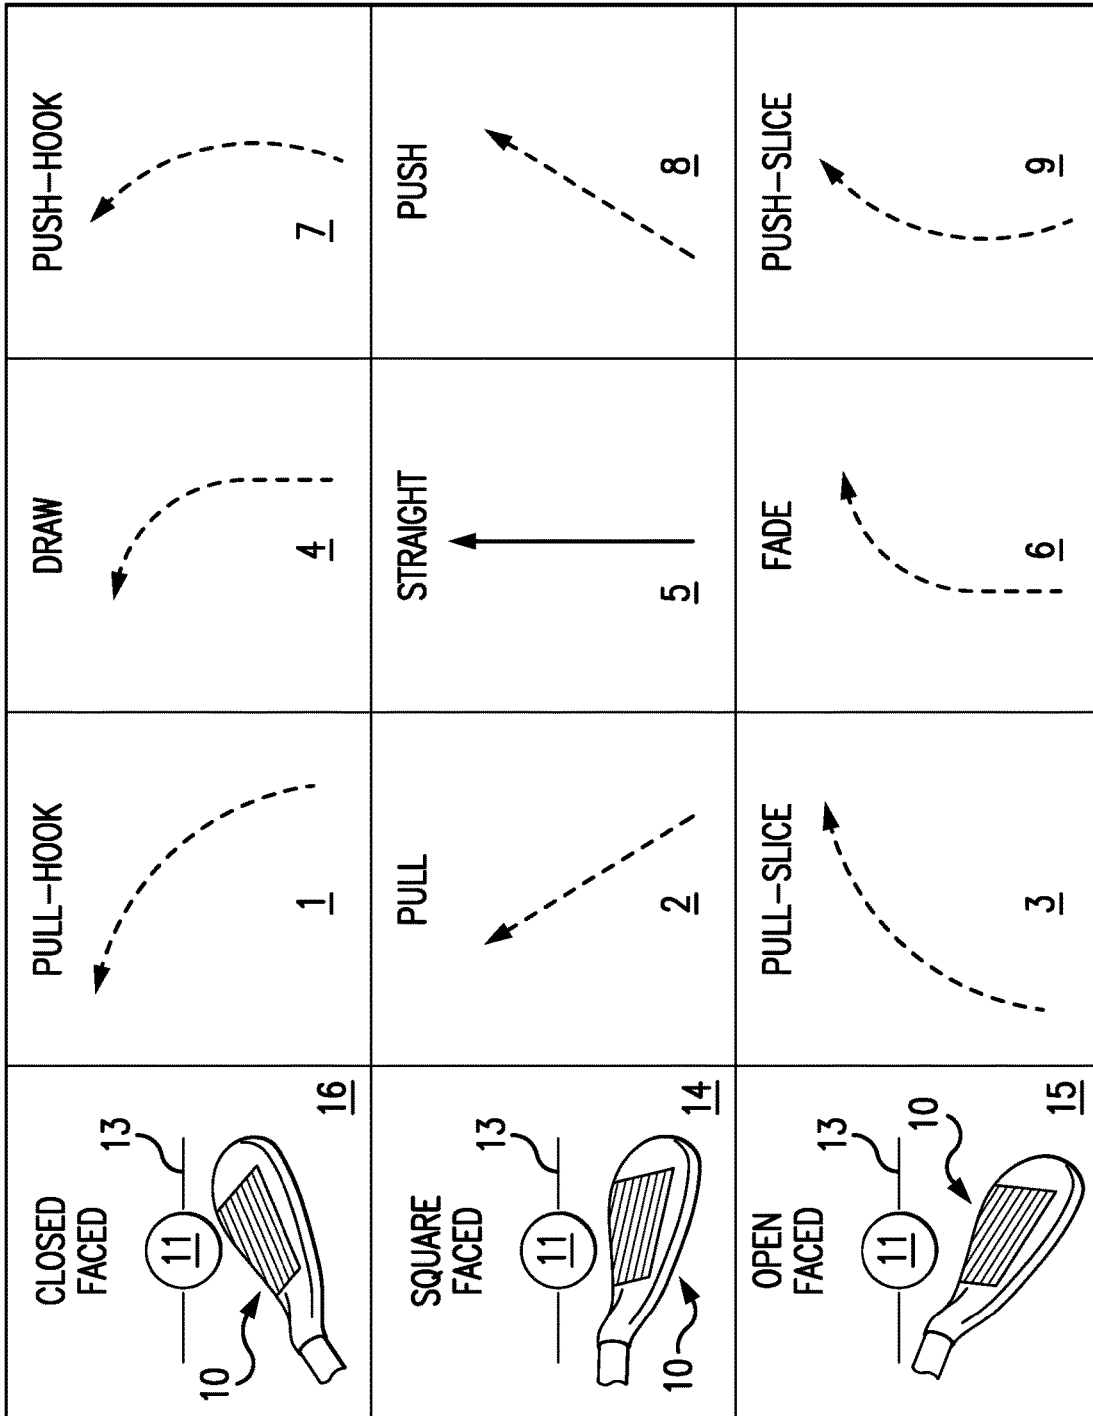 CLOSED
FACED
13
11
10
16
PULL-HOOK
1
DRAW
4
PUSH-HOOK
7
SQUARE
FACED
13
11
10
14
PULL
2
STRAIGHT
5
PUSH
8
OPEN
FACED
13
11
10
15
PULL-SLICE
3
FADE
6
PUSH-SLICE
9